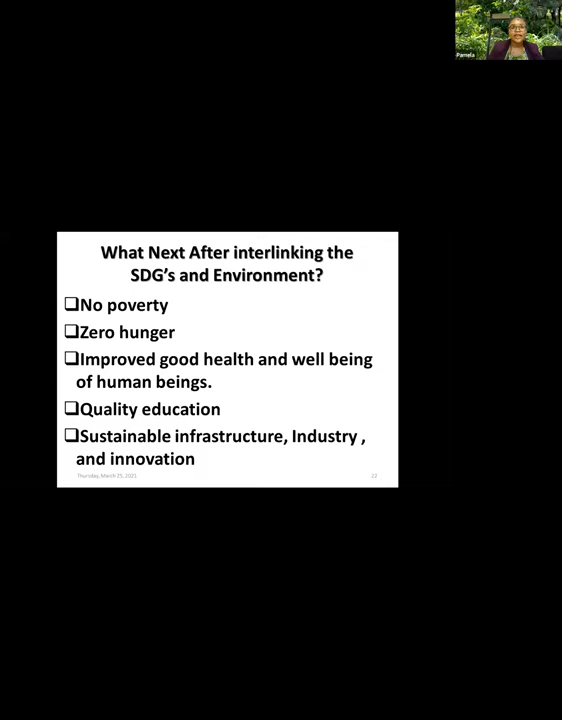 Pamela
What Next After interlinking the
SDG's and Environment?
❑No poverty
❑Zero hunger
❑Improved good health and well being
of human beings.
❑Quality education
❑Sustainable infrastructure, Industry ,
and innovation
Thursday, March 25, 2021
22